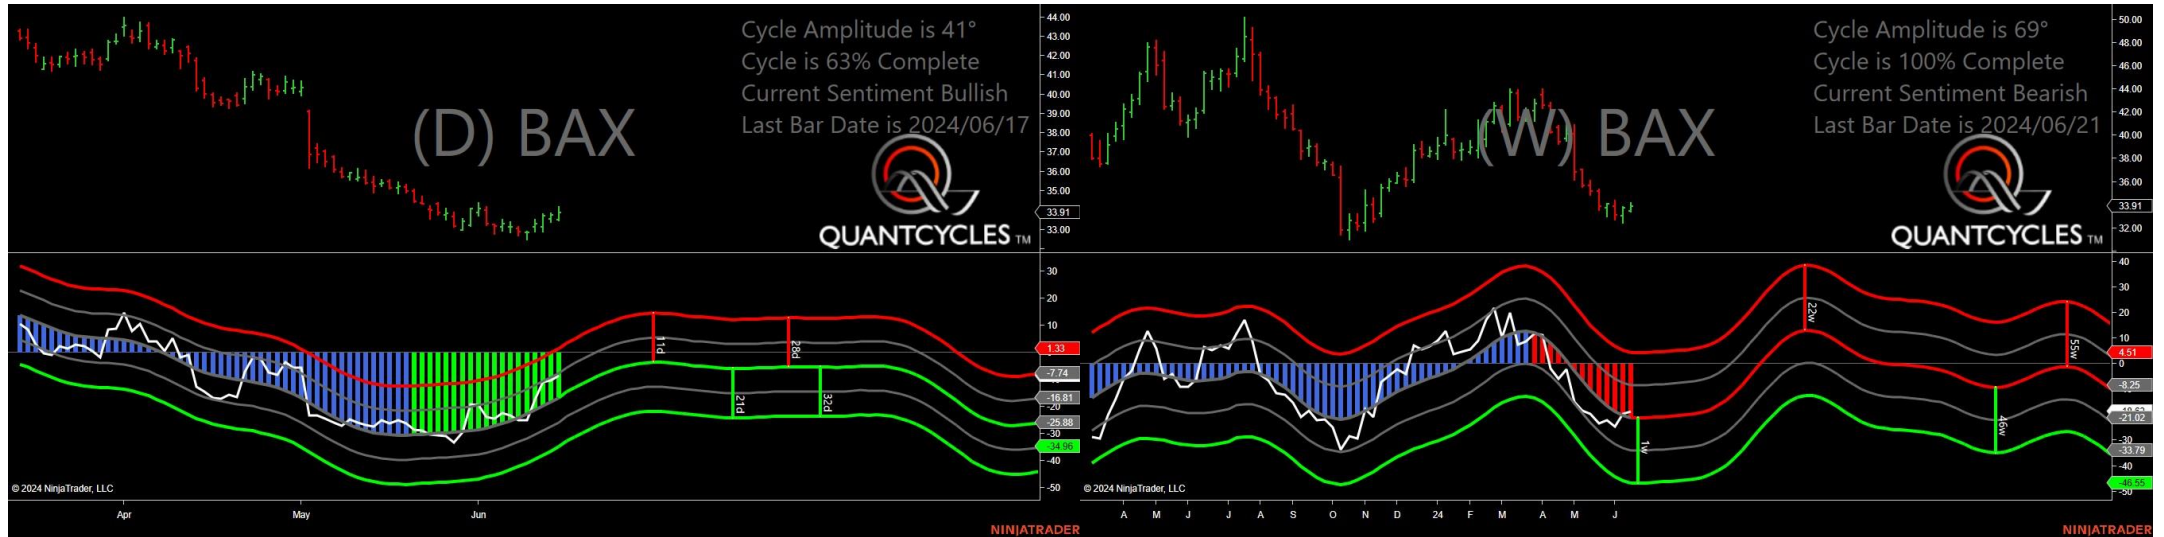 Cycle Amplitude is 41°
Cycle is 63% Complete
Current Sentiment Bullish
Last Bar Date is 2024/06/17
(D) BAX
QUANTCYCLES TM
44.00
42.00
41.00
40.00
39.00
38.00
37.00
36.00
35.00
33.91
33.00
30
20
10
1.33
-7.74
-16.81
-20
-25.88
-30
-34.96
-40
-50
11d
28d
21d
32d
© 2024 NinjaTrader, LLC
Apr
May
Jun
NINJATRADER
Cycle Amplitude is 69°
Cycle is 100% Complete
Current Sentiment Bearish
Last Bar Date is 2024/06/21
(W) BAX
QUANTCYCLES TM
50.00
48.00
46.00
44.00
42.00
40.00
38.00
36.00
33.91
32.00
40
30
20
10
4.51
0
-8.25
-21.02
-30
-33.79
-40
-46.55
-50
22w
55w
46w
1w
© 2024 NinjaTrader, LLC
A M J J A S O N D 24 F M A M J
NINJATRADER